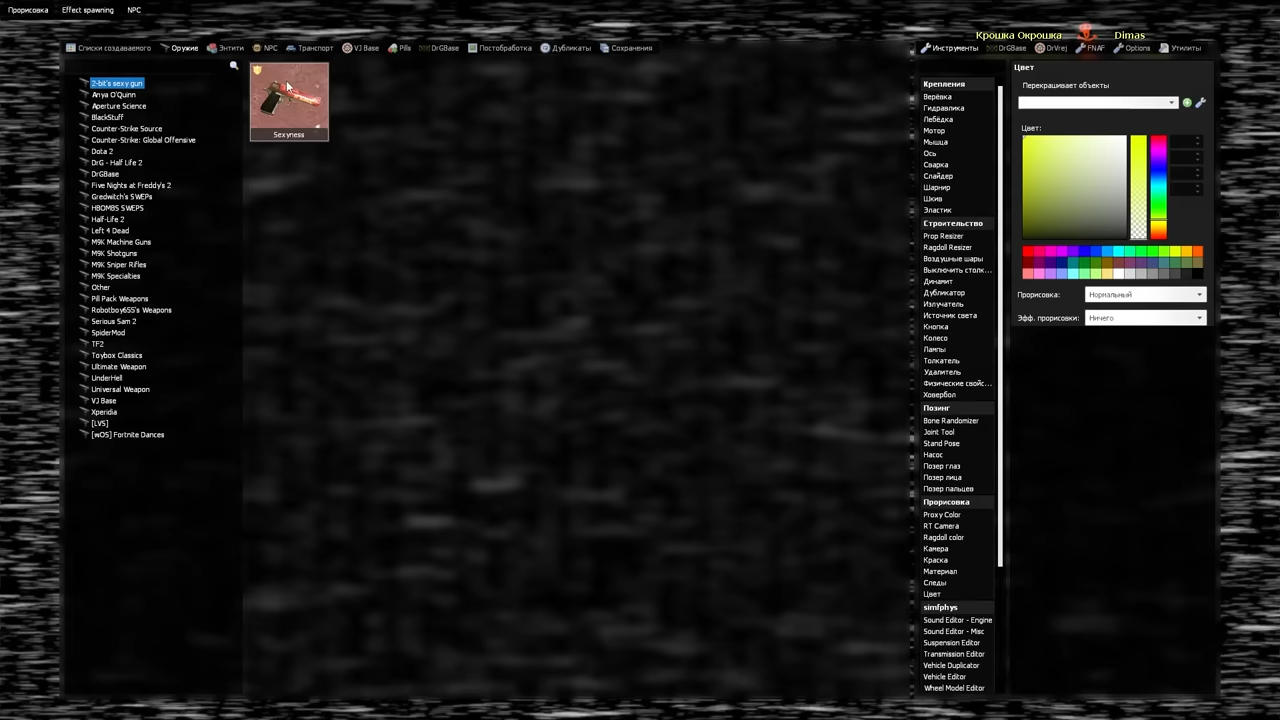 Прорисовка Effect spawning NPC
Крошка Окрошка Dimas
Списки создаваемого Оружие Энтити NPC Транспорт VJ Base Pills DrGBase Постобработка Дубликаты Сохранения
Инструменты DrGBase DrVrej FNAF Options Утилиты
2-bit's sexy gun
Anya O'Quinn
Aperture Science
BlackStuff
Counter-Strike Source
Counter-Strike: Global Offensive
Dota 2
DrG - Half Life 2
DrGBase
Five Nights at Freddy's 2
Gredwitch's SWEPs
HBOMBS SWEPS
Half-Life 2
Left 4 Dead
M9K Machine Guns
M9K Shotguns
M9K Sniper Rifles
M9K Specialties
Other
Pill Pack Weapons
Robotboy655's Weapons
Serious Sam 2
SpiderMod
TF2
Toybox Classics
Ultimate Weapon
UnderHell
Universal Weapon
VJ Base
Xperidia
[LVS]
[wOS] Fortnite Dances
Sexyness
Крепления
Верёвка
Гидравлика
Лебёдка
Мотор
Мышца
Ось
Сварка
Слайдер
Шарнир
Шкив
Эластик
Строительство
Prop Resizer
Ragdoll Resizer
Воздушные шары
Выключить столк...
Динамит
Дубликатор
Излучатель
Источник света
Кнопка
Колесо
Лампы
Толкатель
Удалитель
Физические свойс...
Ховербол
Позинг
Bone Randomizer
Joint Tool
Stand Pose
Насос
Позер глаз
Позер лица
Позер пальцев
Прорисовка
Proxy Color
RT Camera
Ragdoll color
Камера
Краска
Материал
Следы
Цвет
simfphys
Sound Editor - Engine
Sound Editor - Misc
Suspension Editor
Transmission Editor
Vehicle Duplicator
Vehicle Editor
Wheel Model Editor
Цвет
Перекрашивает объекты
Цвет:
Прорисовка: Нормальный
Эфф. прорисовки: Ничего